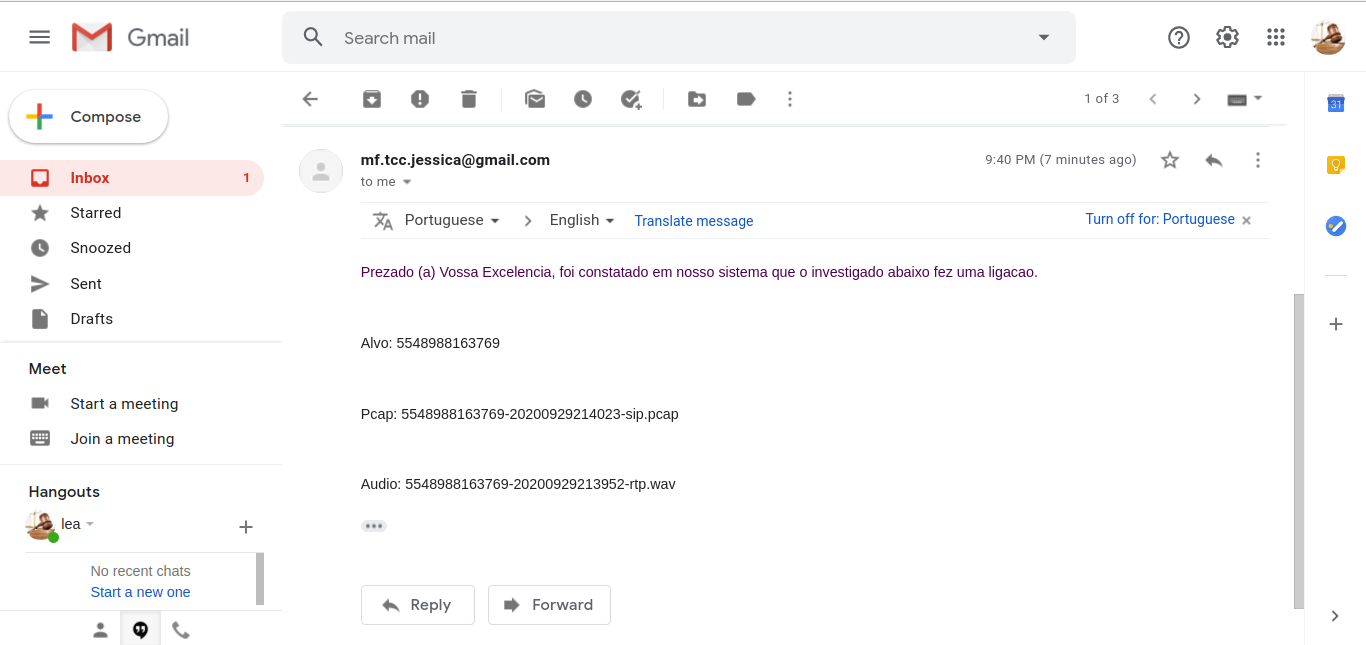 Gmail
Search mail
Compose
1 of 3
31
Inbox 1
Starred
Snoozed
Sent
Drafts
Meet
Start a meeting
Join a meeting
Hangouts
lea
No recent chats
Start a new one
mf.tcc.jessica@gmail.com
9:40 PM (7 minutes ago)
to me
Portuguese English Translate message
Turn off for: Portuguese
Prezado (a) Vossa Excelencia, foi constatado em nosso sistema que o investigado abaixo fez uma ligacao.
Alvo: 5548988163769
Pcap: 5548988163769-20200929214023-sip.pcap
Audio: 5548988163769-20200929213952-rtp.wav
Reply
Forward